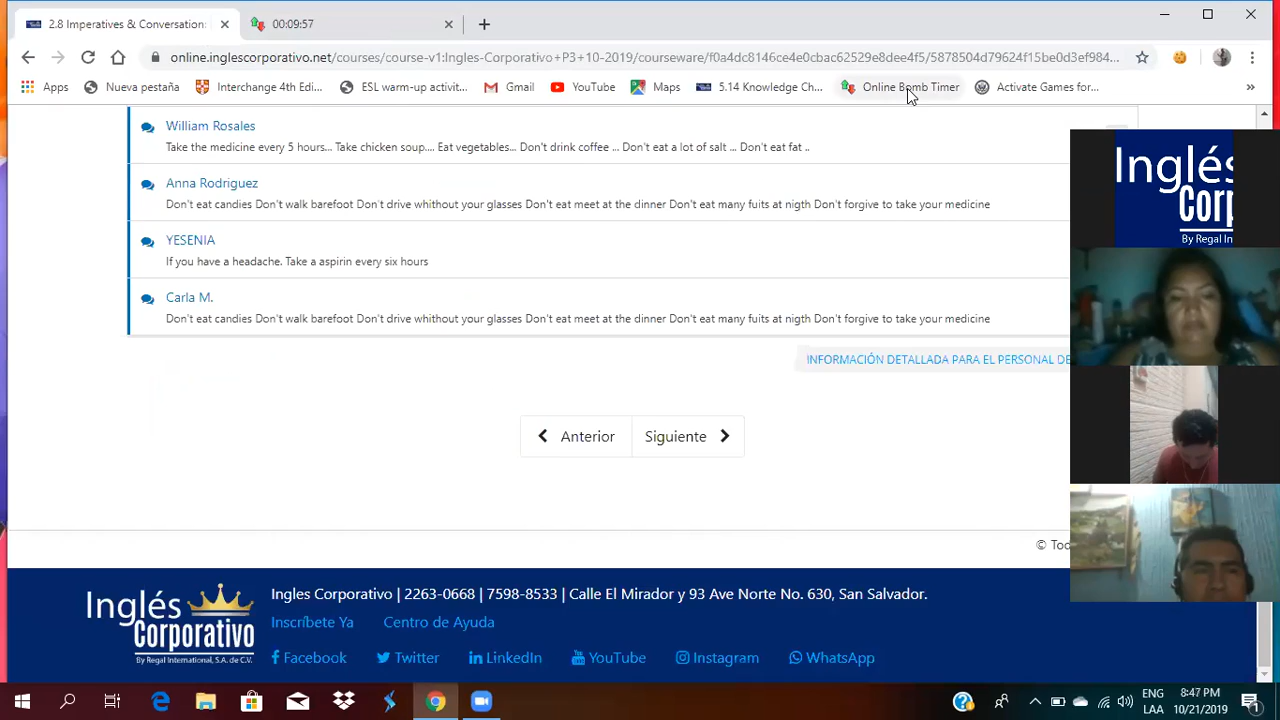 2.8 Imperatives & Conversation:
00:09:57
online.inglescorporativo.net/courses/course-v1:Ingles_Corporativo+P3+10-2019/courseware/f0a4dc8146ce4e0cbac62529e8dee4f5/5878504d79624f15be0d3ef984...
Apps
Nueva pestaña
Interchange 4th Edi...
ESL warm-up activit...
Gmail
YouTube
Maps
5.14 Knowledge Ch...
Online Bomb Timer
Activate Games for...
»
William Rosales
Take the medicine every 5 hours... Take chicken soup.... Eat vegetables... Don't drink coffee ... Don't eat a lot of salt ... Don't eat fat ..
Anna Rodriguez
Don't eat candies Don't walk barefoot Don't drive whithout your glasses Don't eat meet at the dinner Don't eat many fuits at nigth Don't forgive to take your medicine
YESENIA
If you have a headache. Take a aspirin every six hours
Carla M.
Don't eat candies Don't walk barefoot Don't drive whithout your glasses Don't eat meet at the dinner Don't eat many fuits at nigth Don't forgive to take your medicine
INFORMACIÓN DETALLADA PARA EL PERSONAL DE
Anterior
Siguiente
© Tod
Inglés
Corporativo
By Regal International, S.A. de C.V.
Ingles Corporativo | 2263-0668 | 7598-8533 | Calle El Mirador y 93 Ave Norte No. 630, San Salvador.
Inscríbete Ya
Centro de Ayuda
Facebook
Twitter
LinkedIn
YouTube
Instagram
WhatsApp
Inglés
Corp
By Regal In
ENG
LAA
8:47 PM
10/21/2019
1